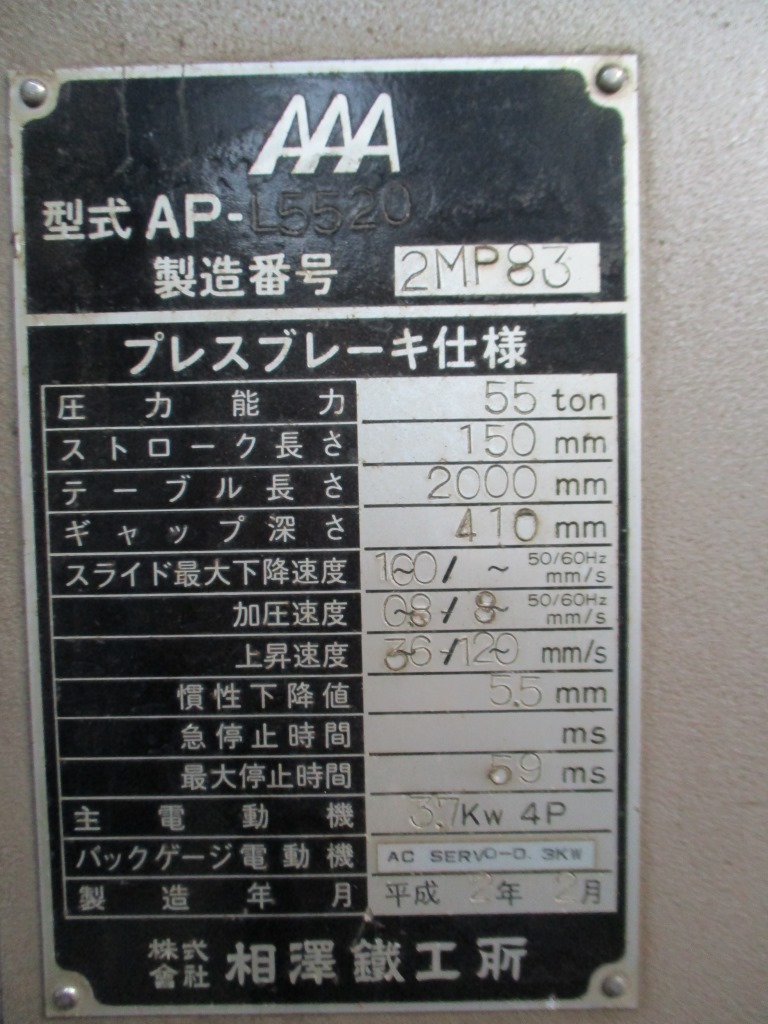 AAA
型式 AP-L5520
製造番号 2MP83
プレスブレーキ仕様
圧力能力 55 ton
ストローク長さ 150 mm
テーブル長さ 2000 mm
ギャップ深さ 410 mm
スライド最大下降速度 100/ ~ 50/60Hz mm/s
加圧速度 08~/8~ 50/60Hz mm/s
上昇速度 36~/120~ mm/s
慣性下降値 5.5 mm
急停止時間 ms
最大停止時間 59 ms
主電動機 3.7Kw 4P
バックゲージ電動機 AC SERVO-0.3KW
製造年月 平成 2年 2月
株式會社 相澤鐵工所